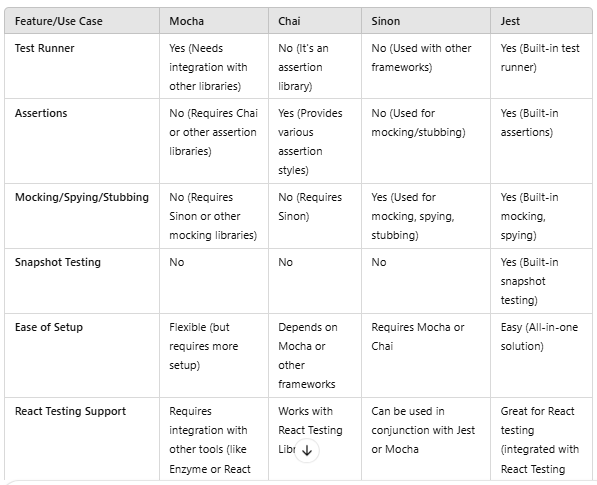 Feature/Use Case Mocha Chai Sinon Jest
Test Runner Yes (Needs No (It's an No (Used with other Yes (Built-in test
integration with assertion frameworks) runner)
other libraries) library)
Assertions No (Requires Chai Yes (Provides No (Used for Yes (Built-in
or other assertion various mocking/stubbing) assertions)
libraries) assertion
styles)
Mocking/Spying/Stubbing No (Requires No (Requires Yes (Used for Yes (Built-in
Sinon or other Sinon) mocking, spying, mocking,
mocking libraries) stubbing) spying)
Snapshot Testing No No No Yes (Built-in
snapshot
testing)
Ease of Setup Flexible (but Depends on Requires Mocha or Easy (All-in-one
requires more Mocha or Chai solution)
setup) other
frameworks
React Testing Support Requires Works with Can be used in Great for React
integration with React Testing conjunction with Jest testing
other tools (like or Mocha (integrated with
Enzyme or React React Testing